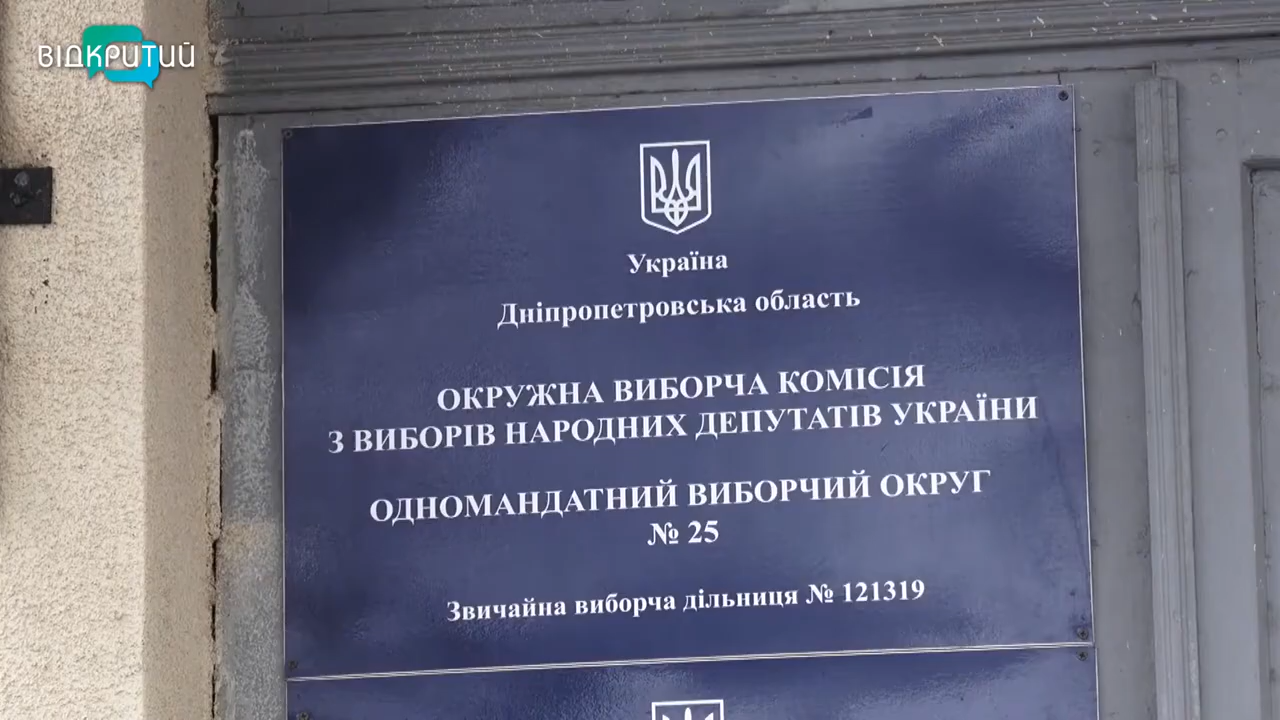 ВІДКРИТИЙ
Україна
Дніпропетровська область
ОКРУЖНА ВИБОРЧА КОМІСІЯ
З ВИБОРІВ НАРОДНИХ ДЕПУТАТІВ УКРАЇНИ
ОДНОМАНДАТНИЙ ВИБОРЧИЙ ОКРУГ
№ 25
Звичайна виборча дільниця № 121319